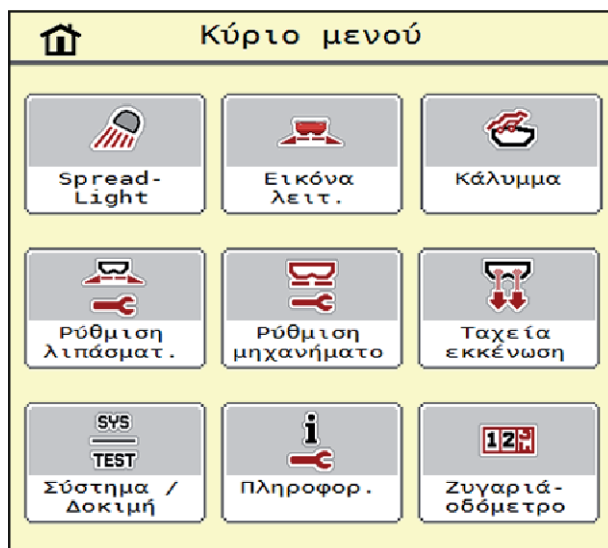 Κύριο μενού
Spread-
Light
Εικόνα
λειτ.
Κάλυμμα
Ρύθμιση
λιπάσματ.
Ρύθμιση
μηχανήματο
Ταχεία
εκκένωση
SYS
TEST
Σύστημα /
Δοκιμή
Πληροφορ.
Ζυγαριά-
οδόμετρο